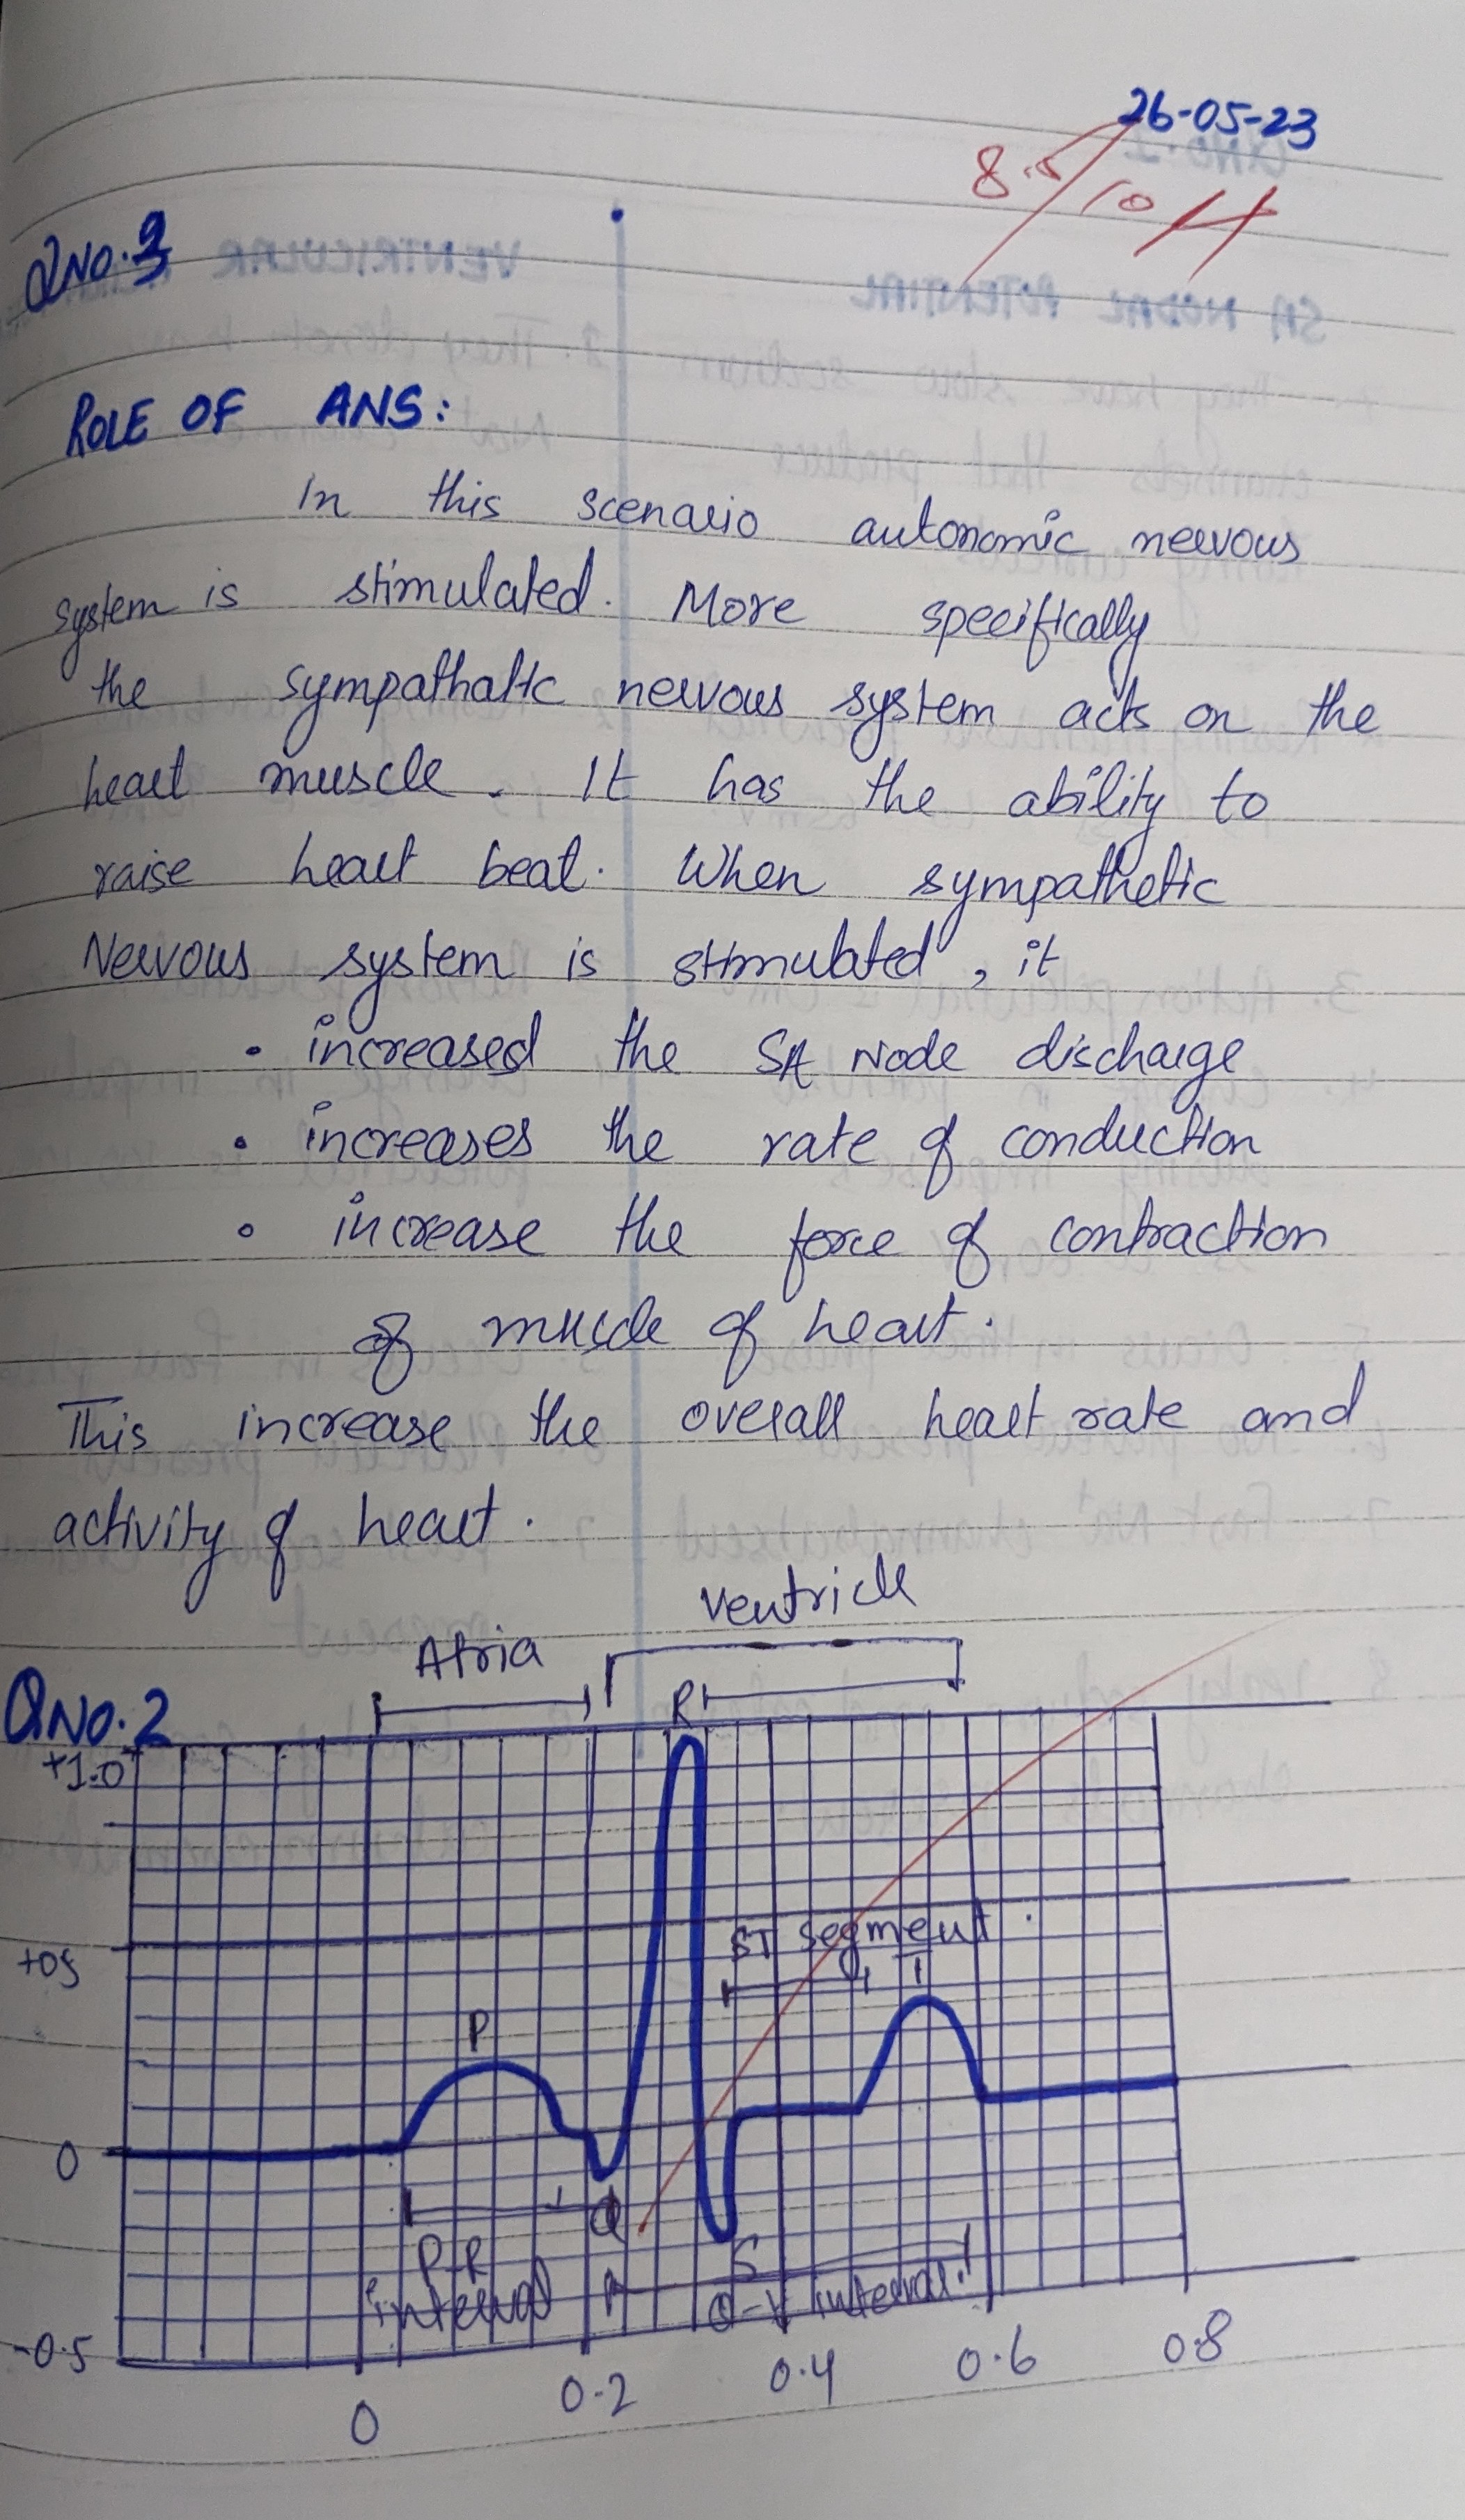 26-05-23
8.5/10
QNO.3
ROLE OF ANS:
In this scenario autonomic nervous
system is stimulated. More specifically
the sympathatic nervous system acts on the
heart muscle. It has the ability to
raise heart beat. When sympathetic
Nervous system is stimulated, it
• increased the SA Node discharge
• increases the rate of conduction
• increase the force of contraction
of muscle of heart.
This increase the overall heart rate and
activity of heart.
Atria
ventricle
QNO.2
R
+1.0
ST segment
+05
T
P
0
Q
S
P-R
interval
interval
-0.5
0
0.2
0.4
0.6
0.8